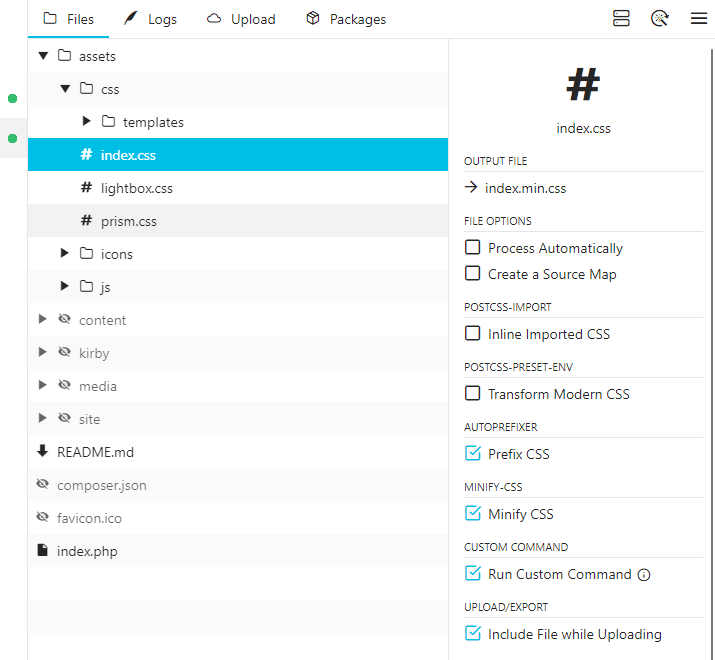 Files Logs Upload Packages
assets
css
templates
# index.css
# lightbox.css
# prism.css
icons
js
content
kirby
media
site
README.md
composer.json
favicon.ico
index.php
#
index.css
OUTPUT FILE
→ index.min.css
FILE OPTIONS
Process Automatically
Create a Source Map
POSTCSS-IMPORT
Inline Imported CSS
POSTCSS-PRESET-ENV
Transform Modern CSS
AUTOPREFIXER
Prefix CSS
MINIFY-CSS
Minify CSS
CUSTOM COMMAND
Run Custom Command
UPLOAD/EXPORT
Include File while Uploading